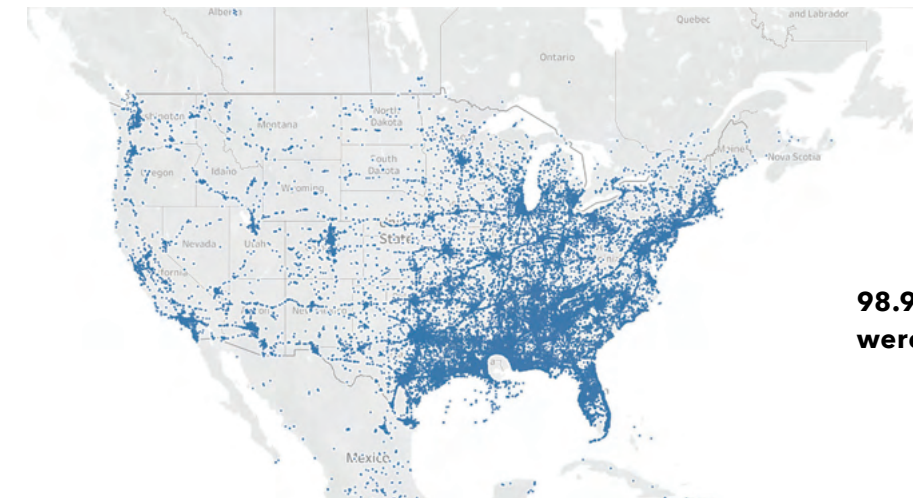 Alberta
Quebec
and Labrador
Ontario
North
Dakota
Montana
Maine
Nova Scotia
South
Dakota
Oregon
Idaho
Wyoming
State
Nevada
Utah
Mexico
98.9
were